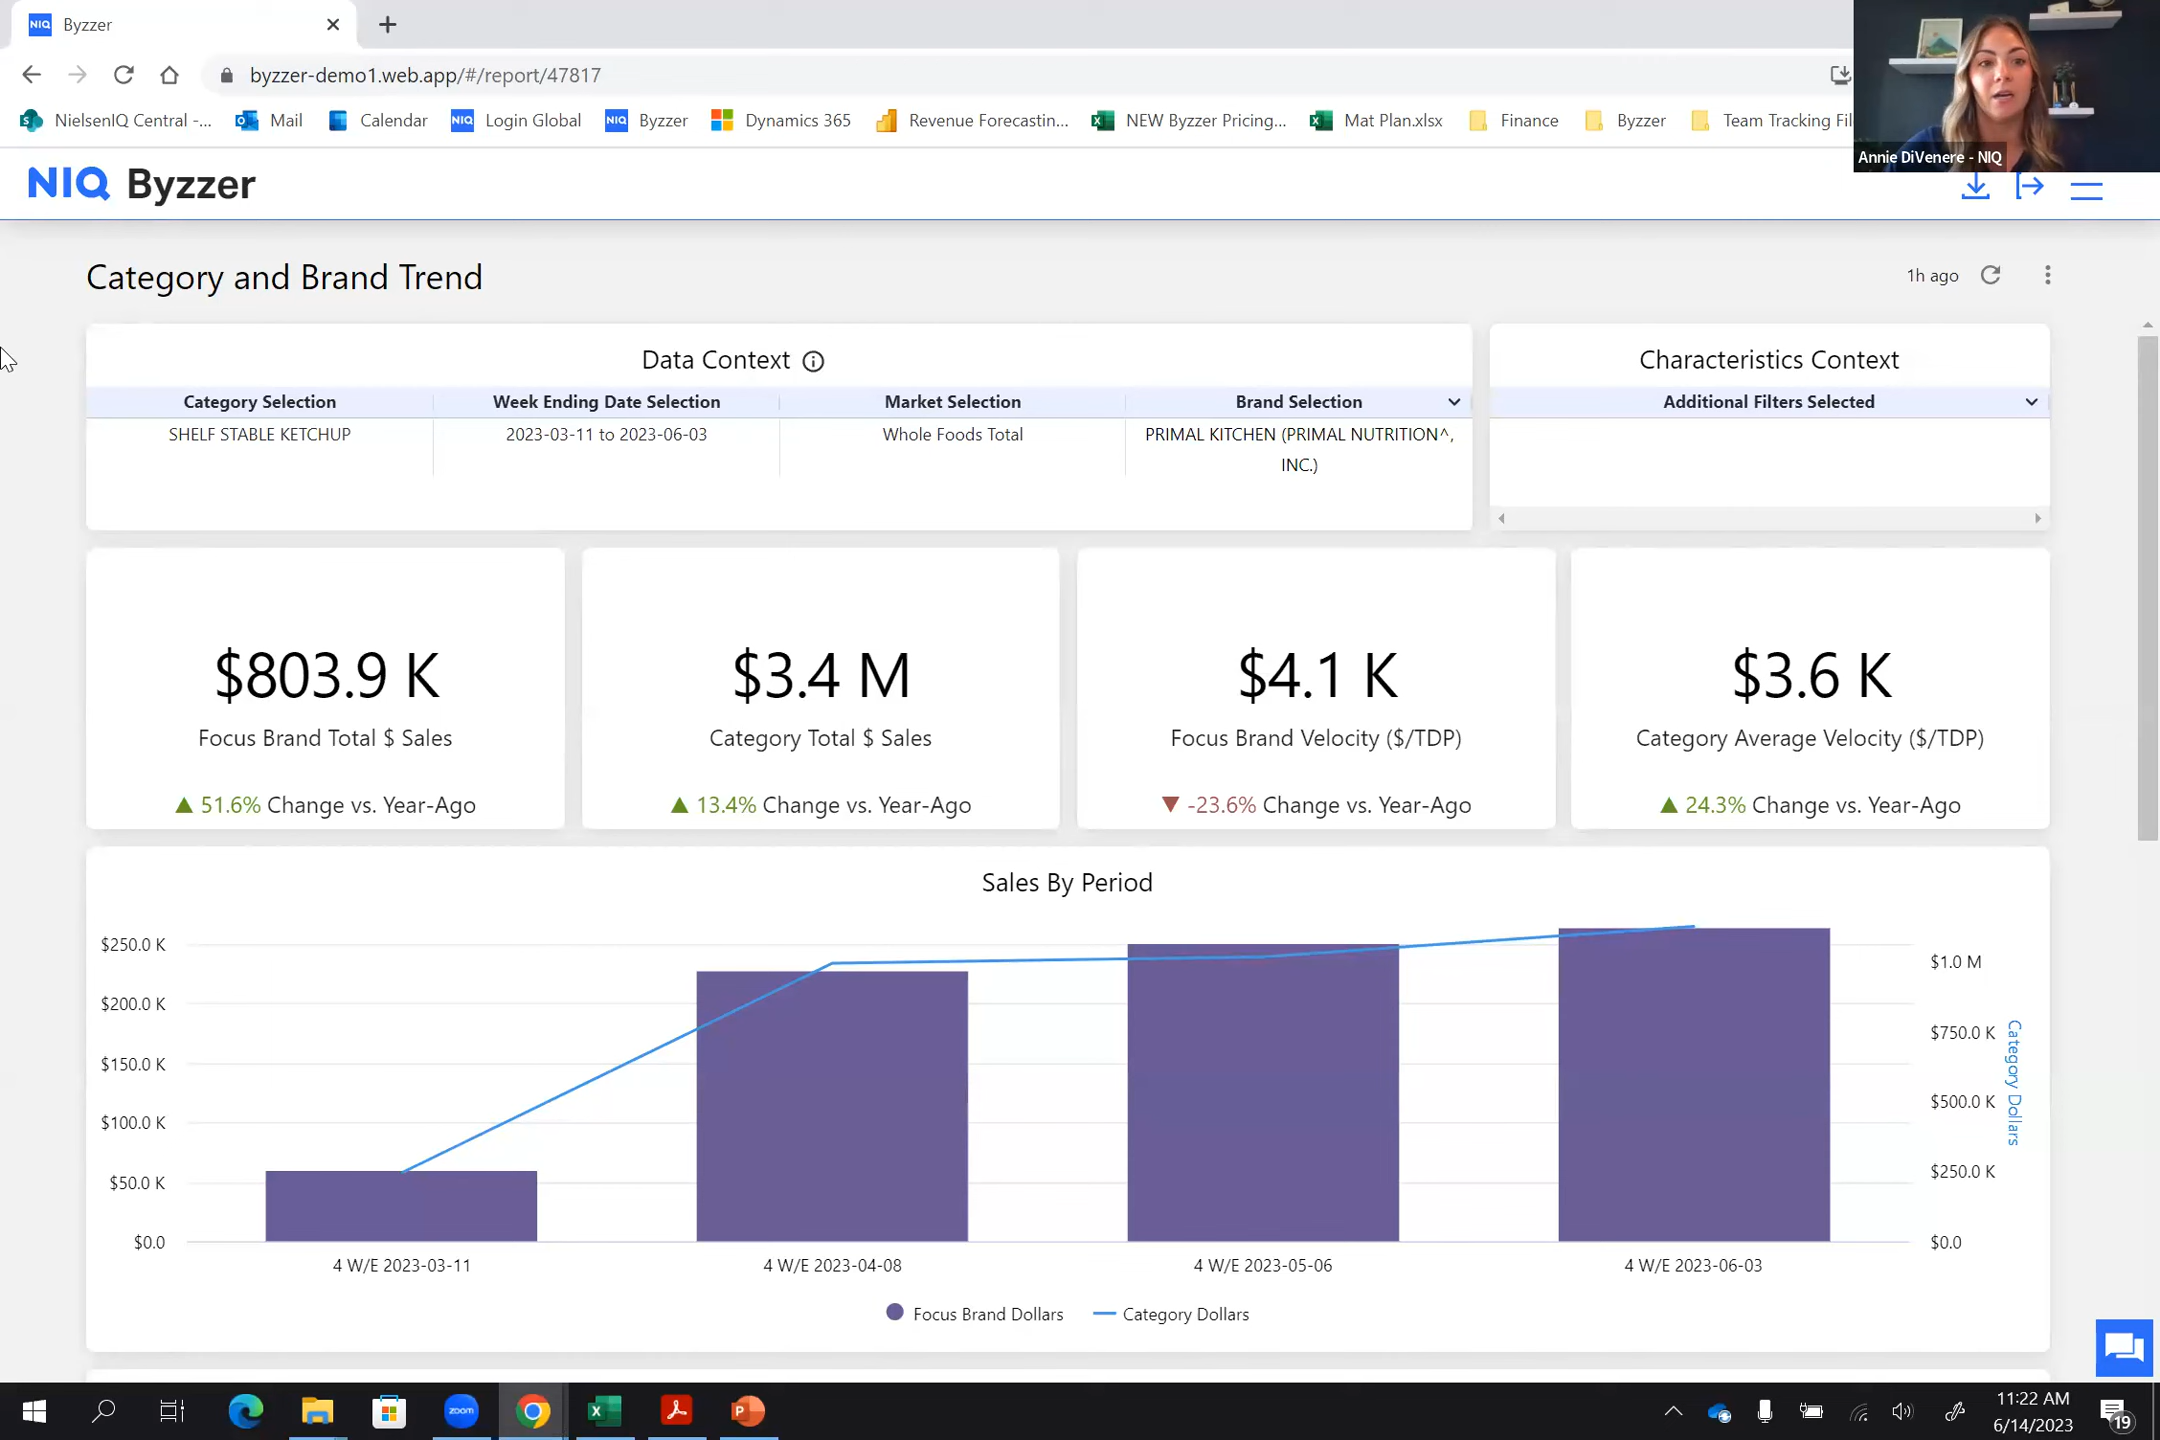 NIQ Byzzer
byzzer-demo1.web.app/#/report/47817
NielsenIQ Central -... Mail Calendar NIQ Login Global NIQ Byzzer Dynamics 365 Revenue Forecastin... NEW Byzzer Pricing... Mat Plan.xlsx Finance Byzzer Team Tracking Fil
Annie DiVenere - NIQ
NIQ Byzzer
Category and Brand Trend
1h ago
Data Context
Category Selection Week Ending Date Selection Market Selection Brand Selection
SHELF STABLE KETCHUP 2023-03-11 to 2023-06-03 Whole Foods Total PRIMAL KITCHEN (PRIMAL NUTRITION^,
INC.)
Characteristics Context
Additional Filters Selected
$803.9 K
Focus Brand Total $ Sales
51.6% Change vs. Year-Ago
$3.4 M
Category Total $ Sales
13.4% Change vs. Year-Ago
$4.1 K
Focus Brand Velocity ($/TDP)
-23.6% Change vs. Year-Ago
$3.6 K
Category Average Velocity ($/TDP)
24.3% Change vs. Year-Ago
Sales By Period
$250.0 K
$200.0 K
$150.0 K
$100.0 K
$50.0 K
$0.0
$1.0 M
$750.0 K
$500.0 K
$250.0 K
$0.0
Category Dollars
4 W/E 2023-03-11 4 W/E 2023-04-08 4 W/E 2023-05-06 4 W/E 2023-06-03
Focus Brand Dollars Category Dollars
zoom
11:22 AM
6/14/2023
19